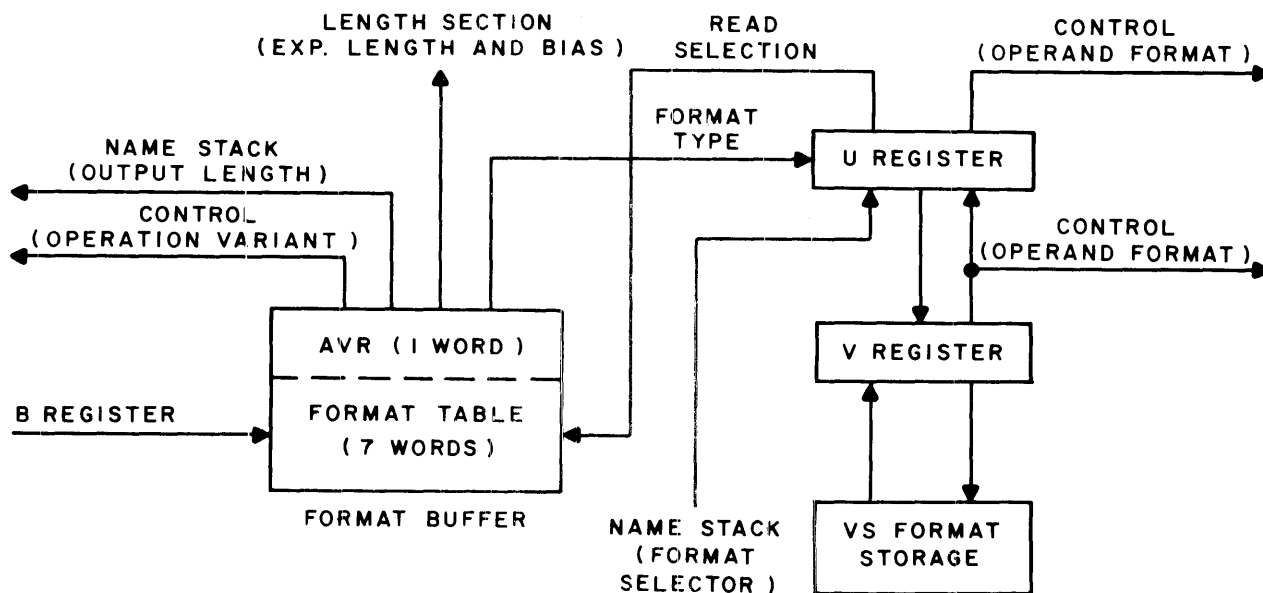 LENGTH SECTION
(EXP. LENGTH AND BIAS)
READ
SELECTION
CONTROL
(OPERAND FORMAT)
NAME STACK
(OUTPUT LENGTH)
FORMAT
TYPE
U REGISTER
CONTROL
(OPERATION VARIANT)
CONTROL
(OPERAND FORMAT)
AVR (1 WORD)
V REGISTER
B REGISTER
FORMAT TABLE
(7 WORDS)
FORMAT BUFFER
NAME STACK
(FORMAT
SELECTOR)
VS FORMAT
STORAGE